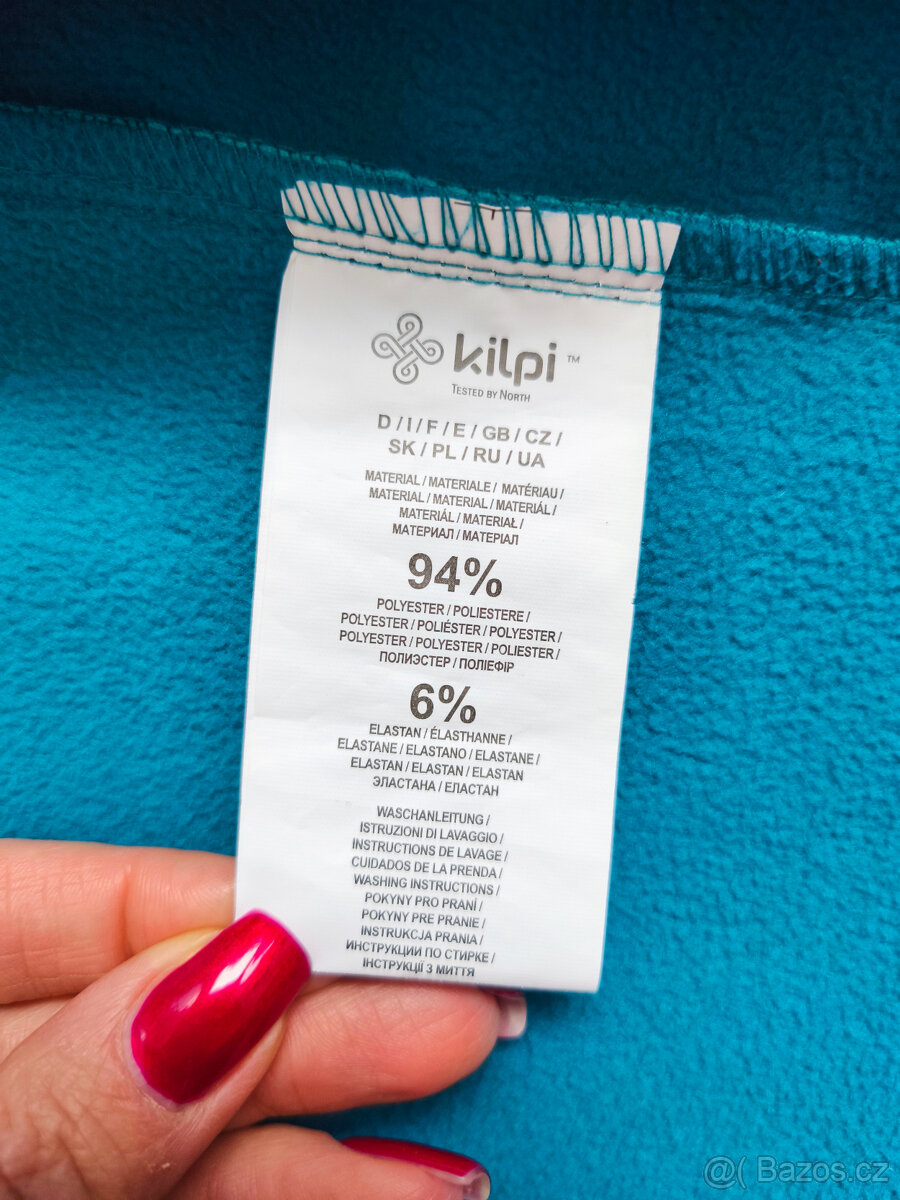 kilpi™
TESTED BY NORTH
D / I / F / E / GB / CZ /
SK / PL / RU / UA
MATERIAL / MATERIALE / MATÉRIAU /
MATERIAL / MATERIAL / MATERIÁL /
MATERIÁL / MATERIAŁ /
МАТЕРИАЛ / МАТЕРІАЛ
94%
POLYESTER / POLIESTERE /
POLYESTER / POLIÉSTER / POLYESTER /
POLYESTER / POLYESTER / POLIESTER /
ПОЛИЭСТЕР / ПОЛІЕФІР
6%
ELASTAN / ÉLASTHANNE /
ELASTANE / ELASTANO / ELASTANE /
ELASTAN / ELASTAN / ELASTAN
ЭЛАСТАНА / ЕЛАСТАН
WASCHANLEITUNG /
ISTRUZIONI DI LAVAGGIO /
INSTRUCTIONS DE LAVAGE /
CUIDADOS DE LA PRENDA /
WASHING INSTRUCTIONS /
POKYNY PRO PRANÍ /
POKYNY PRE PRANIE /
INSTRUKCJA PRANIA /
ИНСТРУКЦИИ ПО СТИРКЕ /
ІНСТРУКЦІЇ З МИТТЯ
@( Bazos.cz